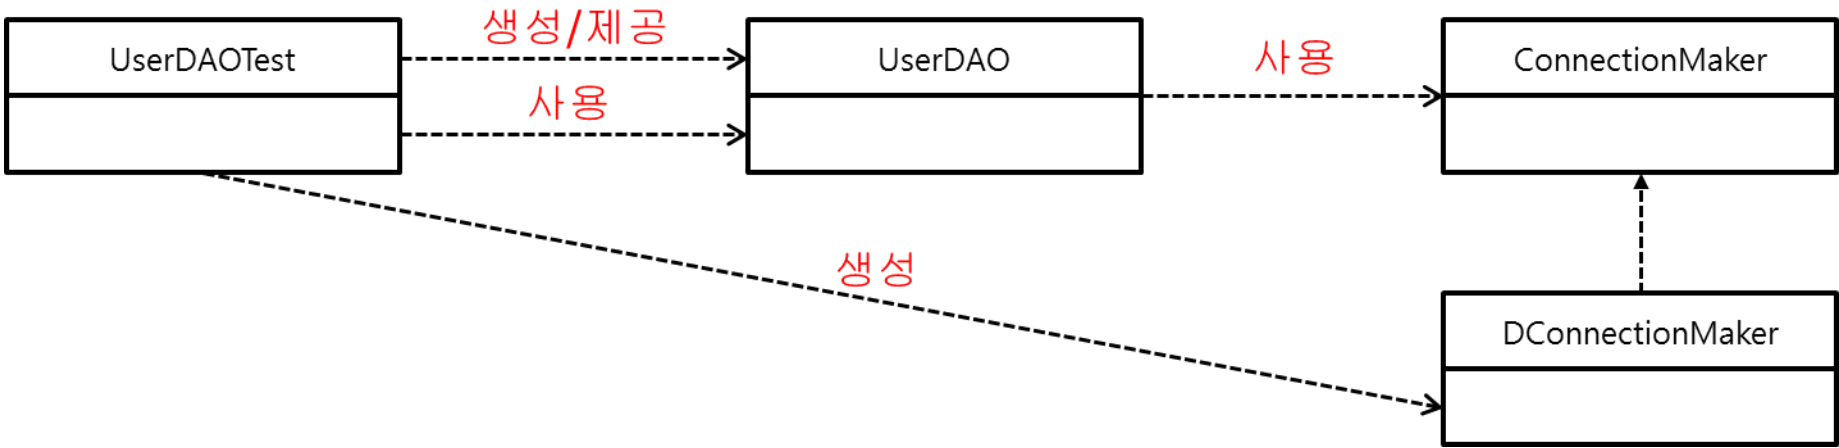 생성/제공
UserDAOTest
UserDAO
사용
ConnectionMaker
사용
생성
DConnectionMaker